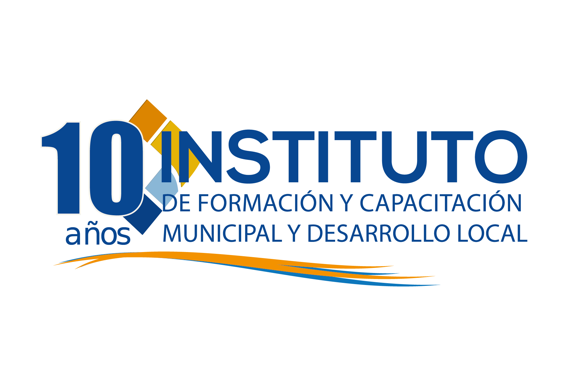 10
años
INSTITUTO
DE FORMACIÓN Y CAPACITACIÓN
MUNICIPAL Y DESARROLLO LOCAL